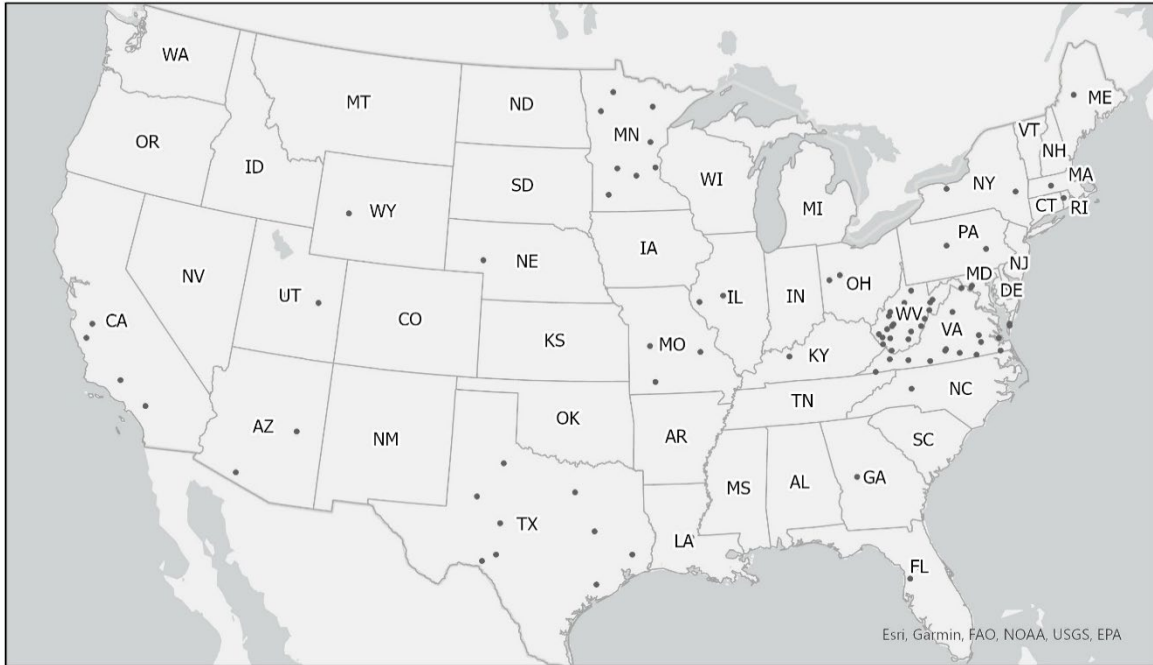 WA
ME
MT
ND
VT
MN
OR
NH
ID
SD
WI
NY
MA
WY
MI
CT
RI
PA
IA
NE
NJ
MD
OH
DE
NV
UT
IL
IN
WV
CA
CO
VA
KS
MO
KY
NC
TN
OK
AZ
NM
AR
SC
MS
AL
GA
TX
LA
FL
Esri, Garmin, FAO, NOAA, USGS, EPA